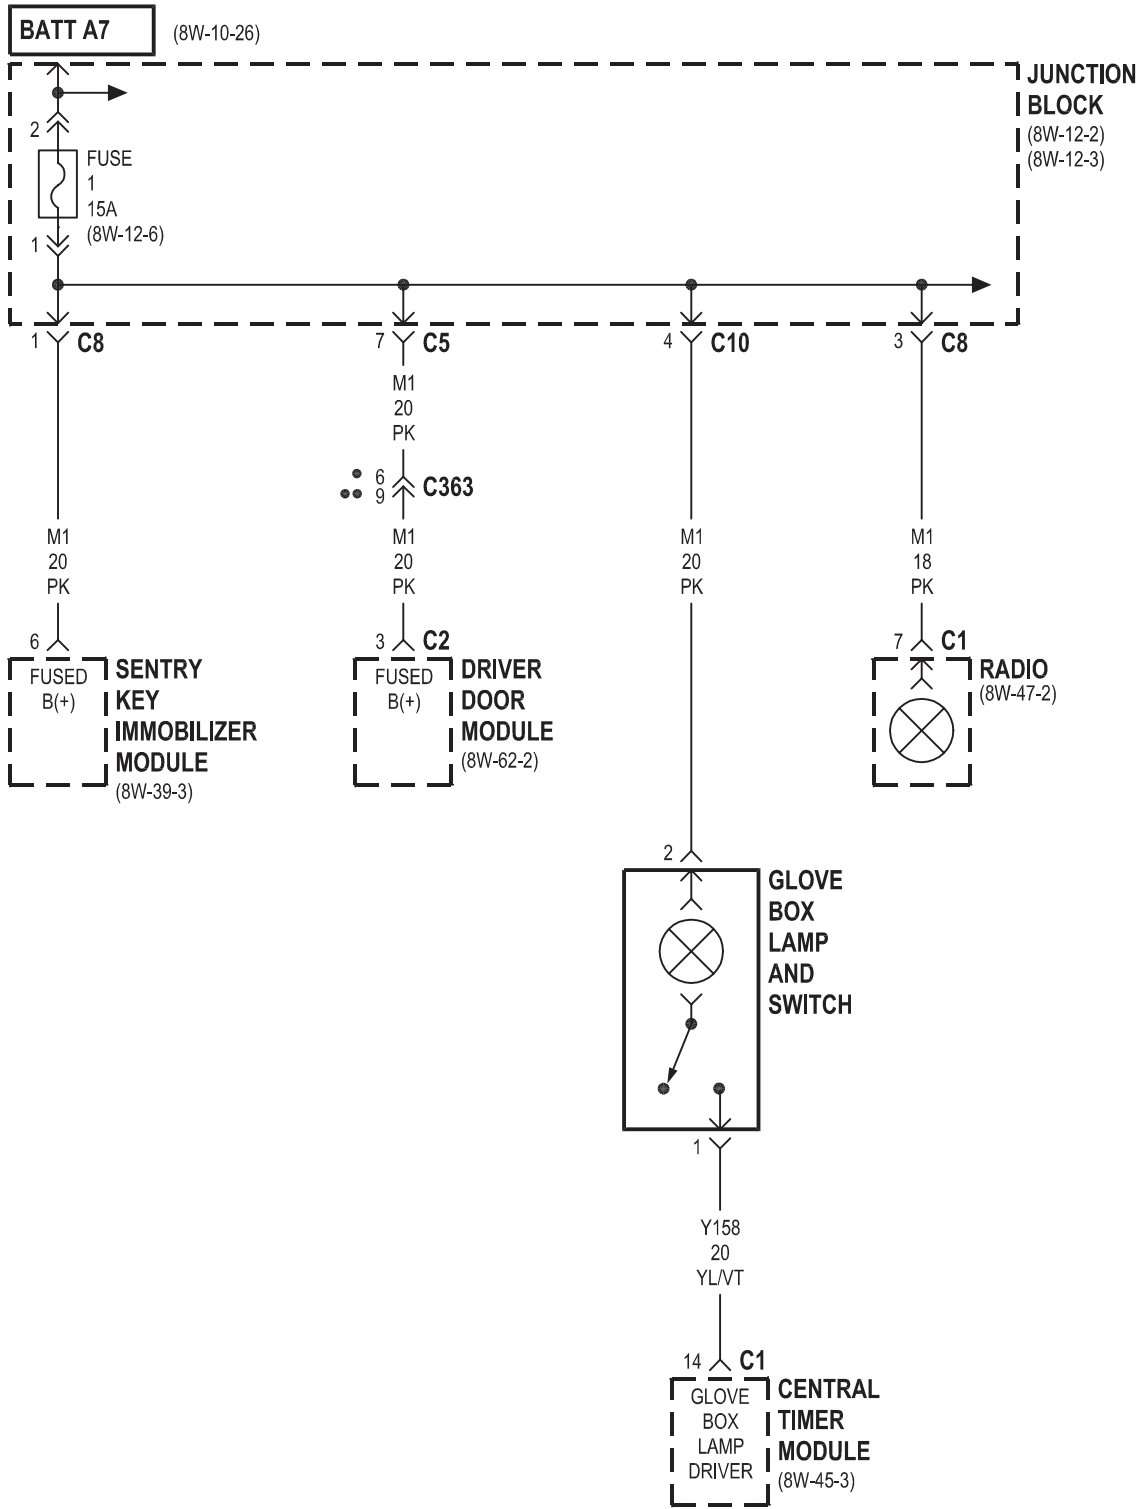 BATT A7
(8W-10-26)
JUNCTION
BLOCK
(8W-12-2)
(8W-12-3)
2
FUSE
1
15A
(8W-12-6)
1
1 C8
7 C5
4 C10
3 C8
M1
20
PK
6
9
C363
M1
20
PK
M1
20
PK
M1
20
PK
M1
18
PK
6
FUSED
B(+)
SENTRY
KEY
IMMOBILIZER
MODULE
(8W-39-3)
3 C2
FUSED
B(+)
DRIVER
DOOR
MODULE
(8W-62-2)
7 C1
RADIO
(8W-47-2)
2
GLOVE
BOX
LAMP
AND
SWITCH
1
Y158
20
YL/VT
14 C1
GLOVE
BOX
LAMP
DRIVER
CENTRAL
TIMER
MODULE
(8W-45-3)